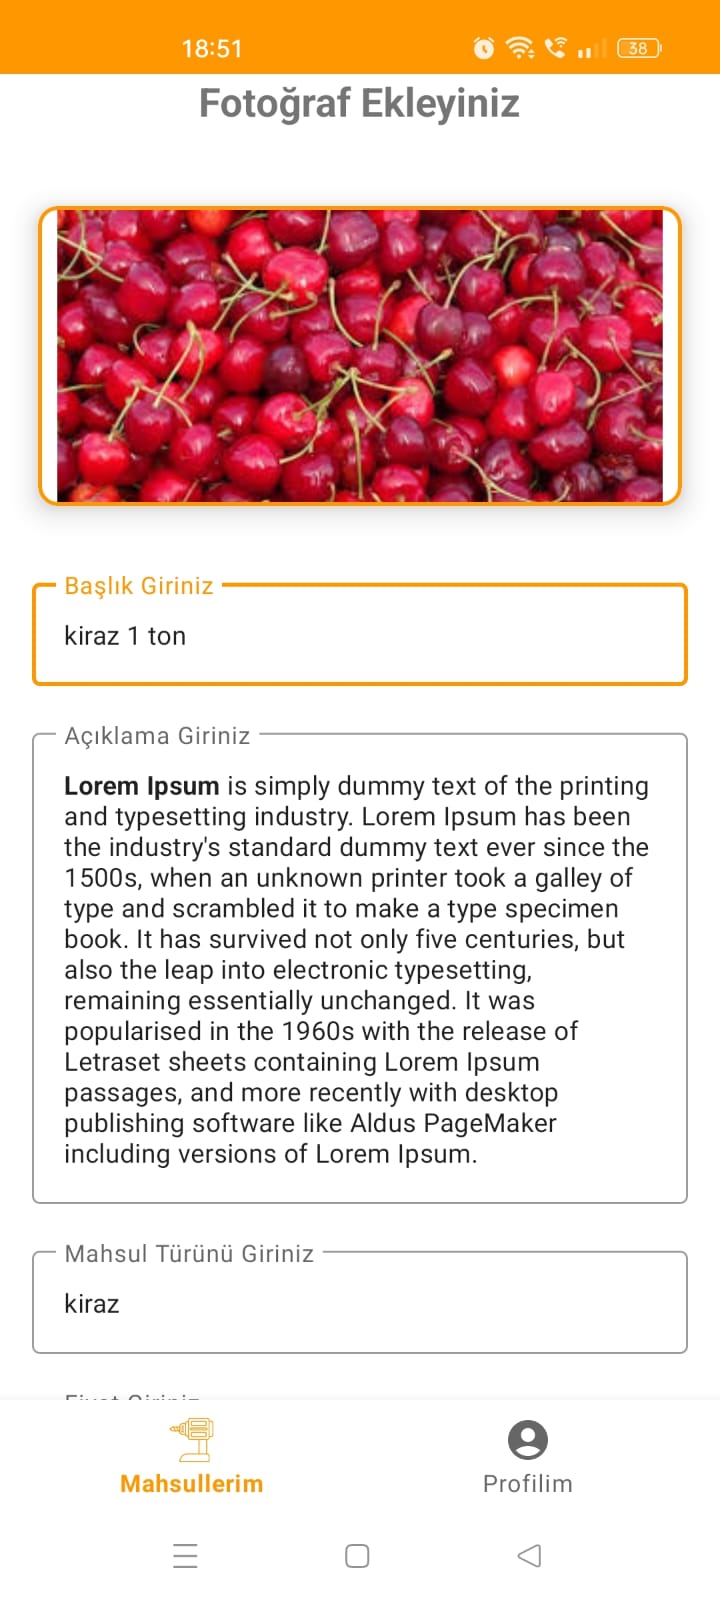 18:51
38
Fotoğraf Ekleyiniz
Başlık Giriniz
kiraz 1 ton
Açıklama Giriniz
Lorem Ipsum is simply dummy text of the printing
and typesetting industry. Lorem Ipsum has been
the industry's standard dummy text ever since the
1500s, when an unknown printer took a galley of
type and scrambled it to make a type specimen
book. It has survived not only five centuries, but
also the leap into electronic typesetting,
remaining essentially unchanged. It was
popularised in the 1960s with the release of
Letraset sheets containing Lorem Ipsum
passages, and more recently with desktop
publishing software like Aldus PageMaker
including versions of Lorem Ipsum.
Mahsul Türünü Giriniz
kiraz
Fiyat Giriniz
Mahsullerim
Profilim